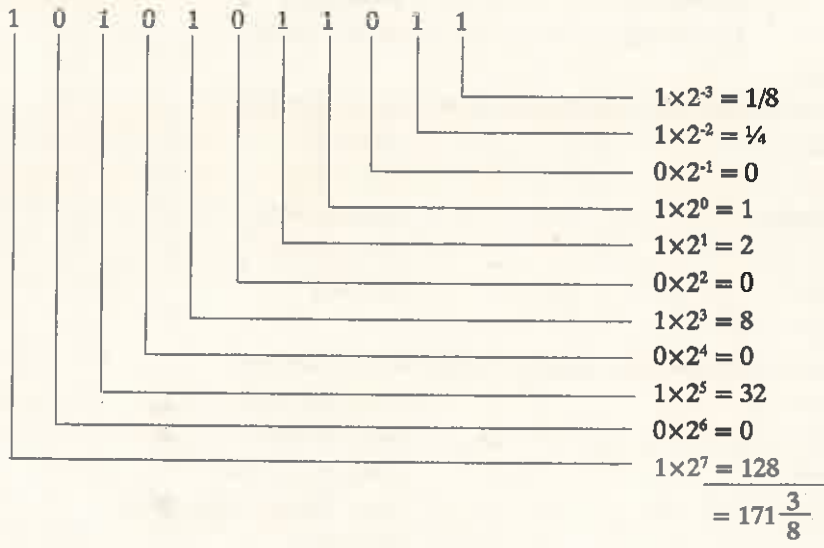 1 0 1 0 1 0 1 1 0 1 1
1×2⁻³ = 1/8
1×2⁻² = ¼
0×2⁻¹ = 0
1×2⁰ = 1
1×2¹ = 2
0×2² = 0
1×2³ = 8
0×2⁴ = 0
1×2⁵ = 32
0×2⁶ = 0
1×2⁷ = 128
= 171 3/8